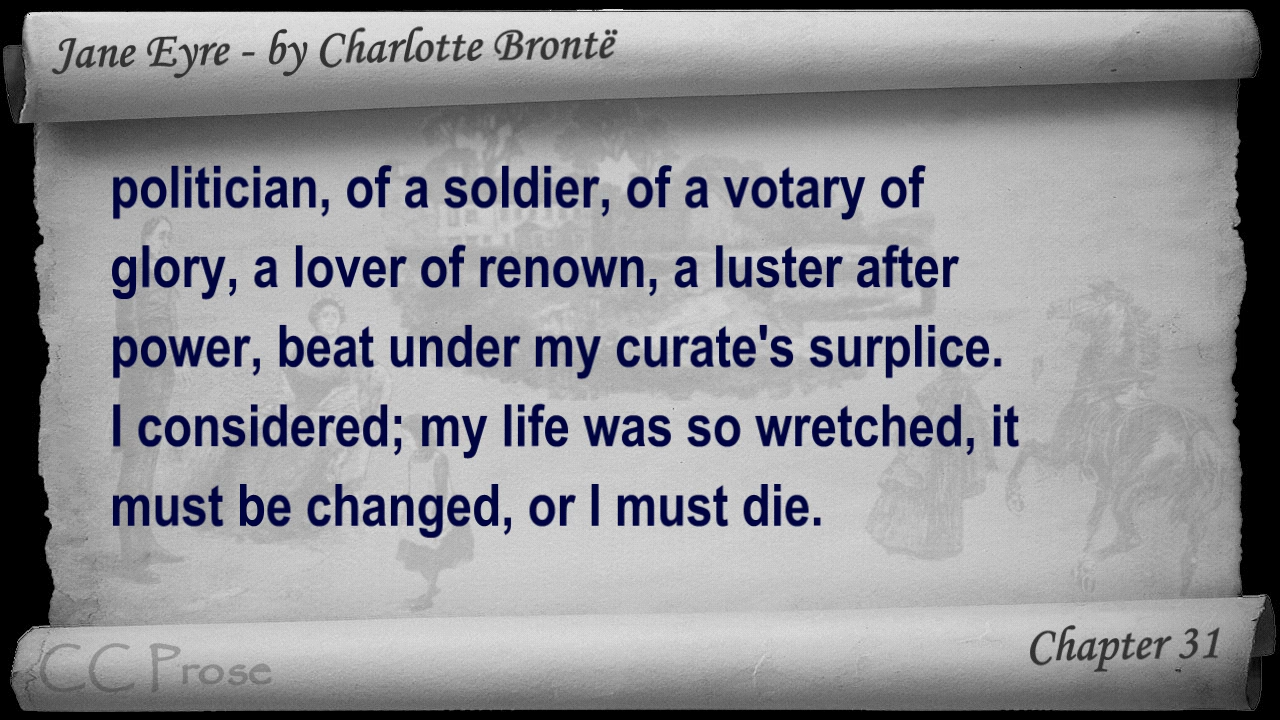 Jane Eyre - by Charlotte Brontë
politician, of a soldier, of a votary of
glory, a lover of renown, a luster after
power, beat under my curate's surplice.
I considered; my life was so wretched, it
must be changed, or I must die.
CC Prose
Chapter 31